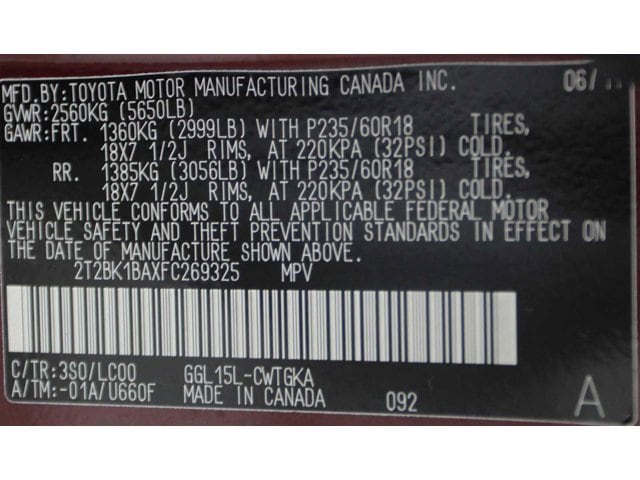 MFD.BY:TOYOTA MOTOR MANUFACTURING CANADA INC. 06/
GVWR:2560KG (5650LB)
GAWR:FRT. 1360KG (2999LB) WITH P235/60R18 TIRES,
18X7 1/2J RIMS, AT 220KPA (32PSI) COLD.
RR. 1385KG (3056LB) WITH P235/60R18 TIRES,
18X7 1/2J RIMS, AT 220KPA (32PSI) COLD.
THIS VEHICLE CONFORMS TO ALL APPLICABLE FEDERAL MOTOR
VEHICLE SAFETY AND THEFT PREVENTION STANDARDS IN EFFECT ON
THE DATE OF MANUFACTURE SHOWN ABOVE.
2T2BK1BAXFC269325 MPV
C/TR:3S0/LC00 GGL15L-CWTGKA
A/TM:-01A/U660F MADE IN CANADA 092 A